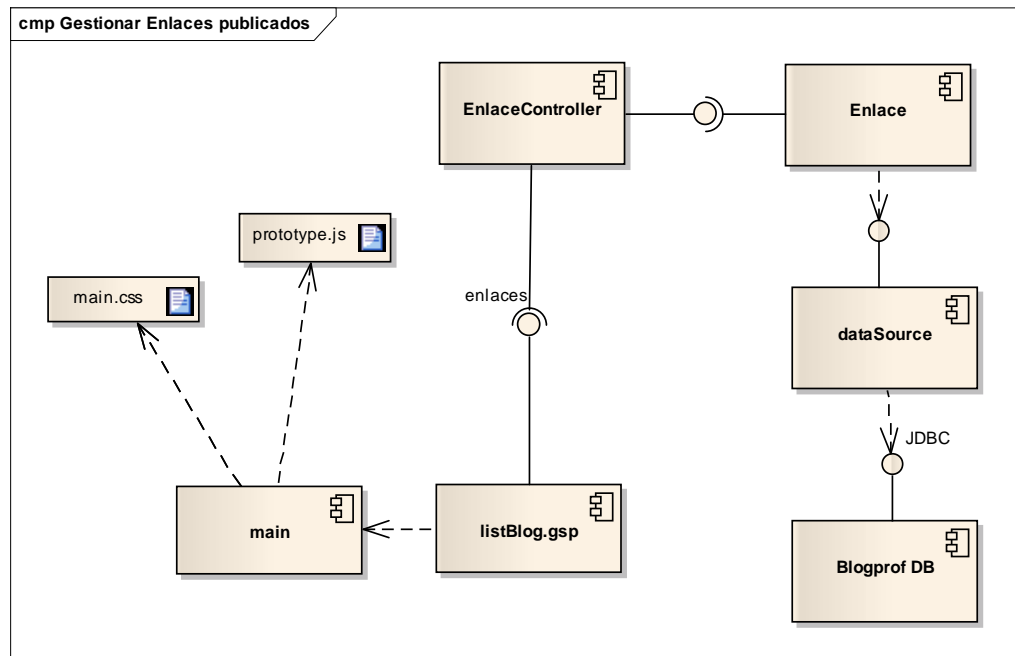 cmp Gestionar Enlaces publicados
EnlaceController
Enlace
prototype.js
main.css
enlaces
dataSource
JDBC
main
listBlog.gsp
Blogprof DB